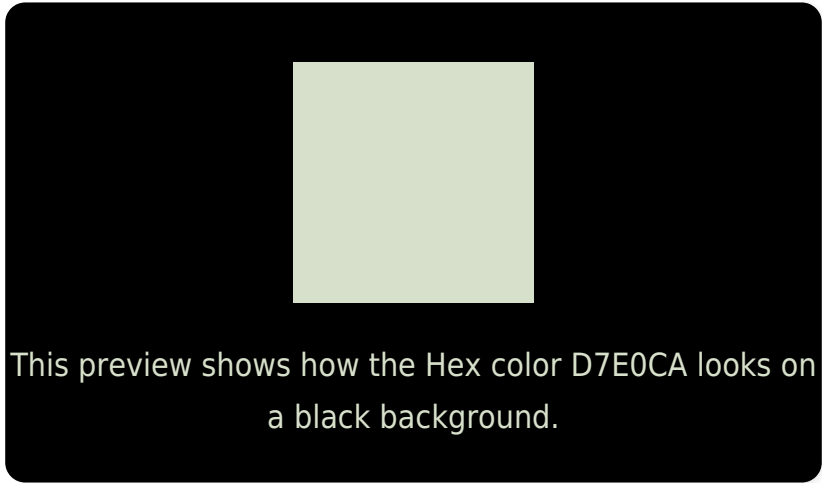 This preview shows how the Hex color D7E0CA looks on
a black background.